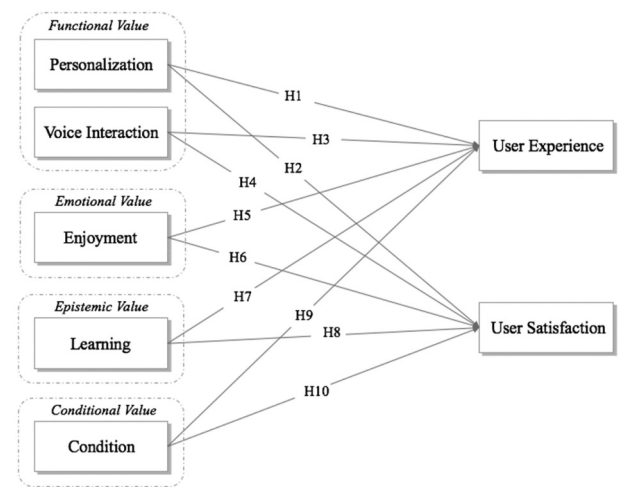 Functional Value
Personalization
H1
Voice Interaction
H3
User Experience
H2
H4
Emotional Value
H5
Enjoyment
H6
H7
Epistemic Value
H9
User Satisfaction
H8
Learning
H10
Conditional Value
Condition